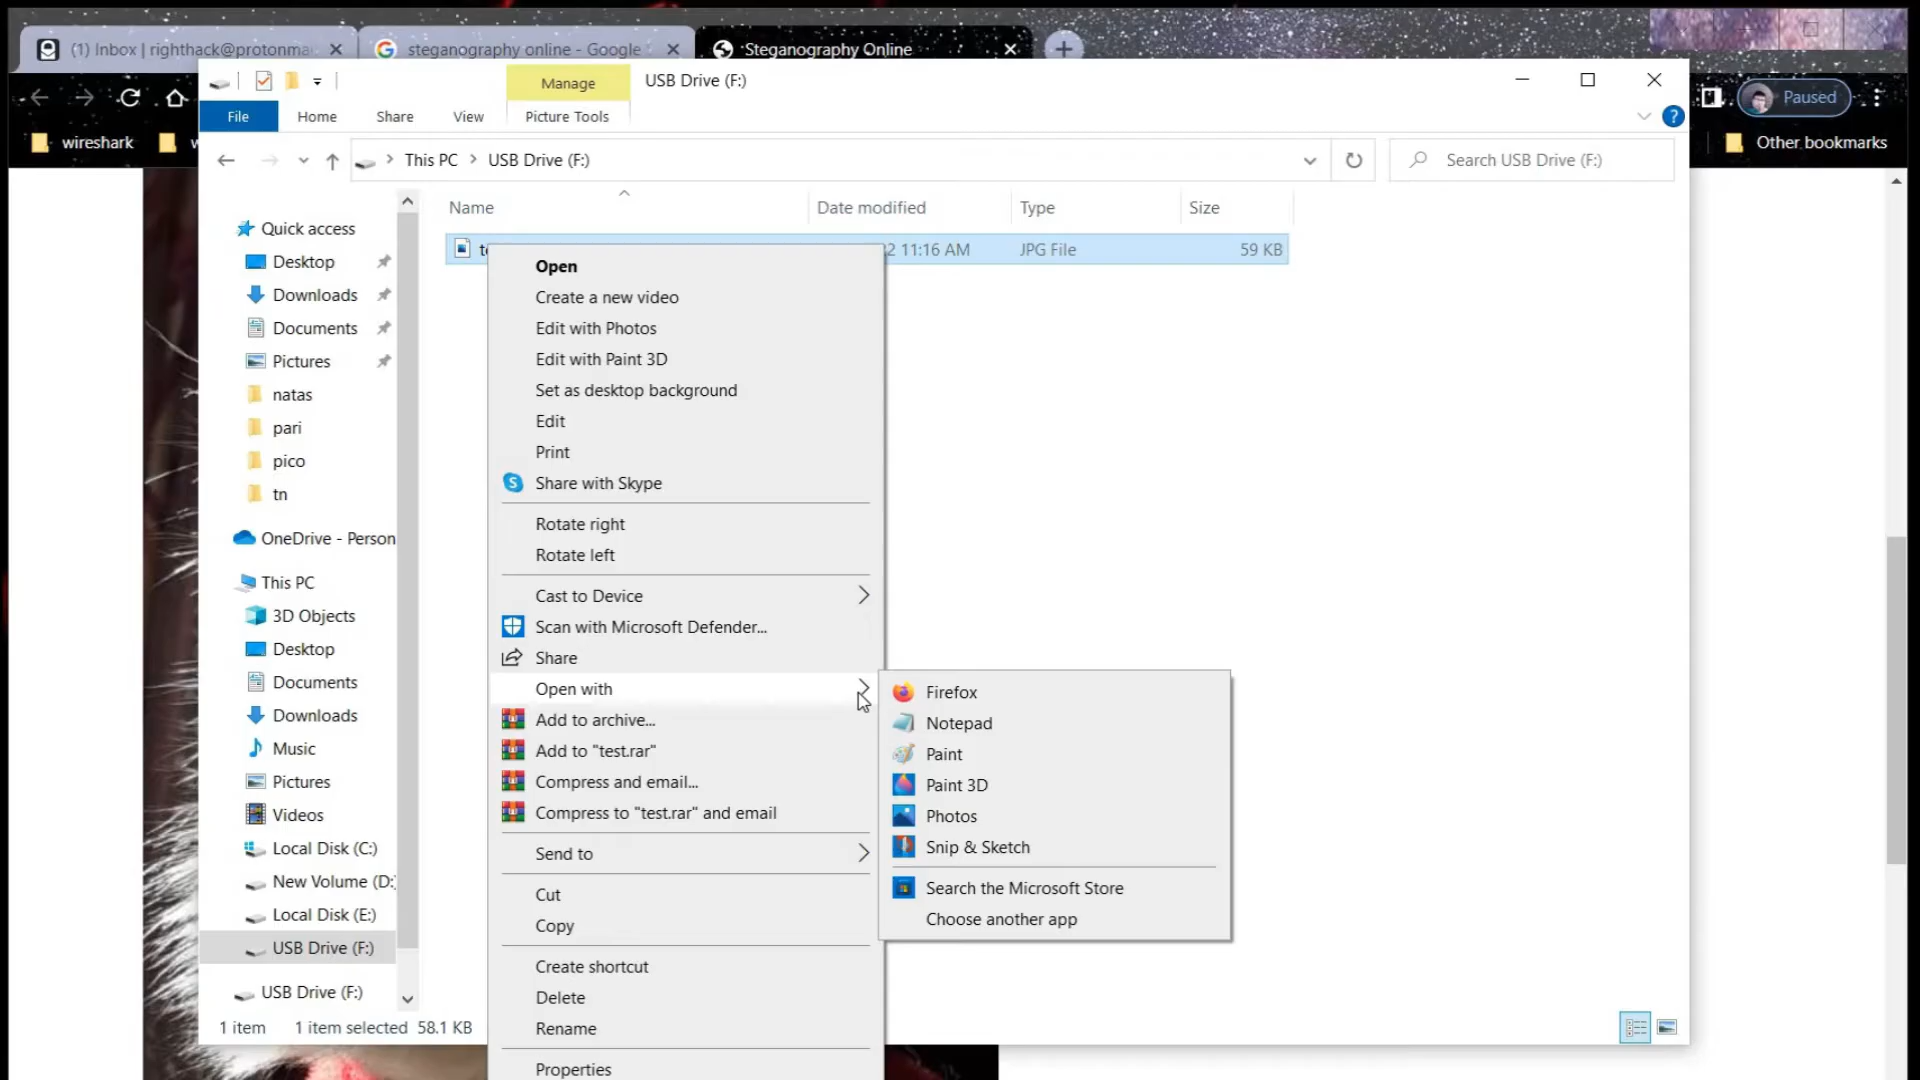 (1) Inbox | righthack@protonma
steganography online - Google
Steganography Online
Paused
wireshark
Other bookmarks
Manage
USB Drive (F:)
File
Home
Share
View
Picture Tools
This PC
USB Drive (F:)
Search USB Drive (F:)
Name
Date modified
Type
Size
2 11:16 AM
JPG File
59 KB
Quick access
Desktop
Downloads
Documents
Pictures
natas
pari
pico
tn
OneDrive - Person
This PC
3D Objects
Desktop
Documents
Downloads
Music
Pictures
Videos
Local Disk (C:)
New Volume (D:)
Local Disk (E:)
USB Drive (F:)
USB Drive (F:)
1 item
1 item selected 58.1 KB
Open
Create a new video
Edit with Photos
Edit with Paint 3D
Set as desktop background
Edit
Print
Share with Skype
Rotate right
Rotate left
Cast to Device
Scan with Microsoft Defender...
Share
Open with
Add to archive...
Add to "test.rar"
Compress and email...
Compress to "test.rar" and email
Send to
Cut
Copy
Create shortcut
Delete
Rename
Properties
Firefox
Notepad
Paint
Paint 3D
Photos
Snip & Sketch
Search the Microsoft Store
Choose another app